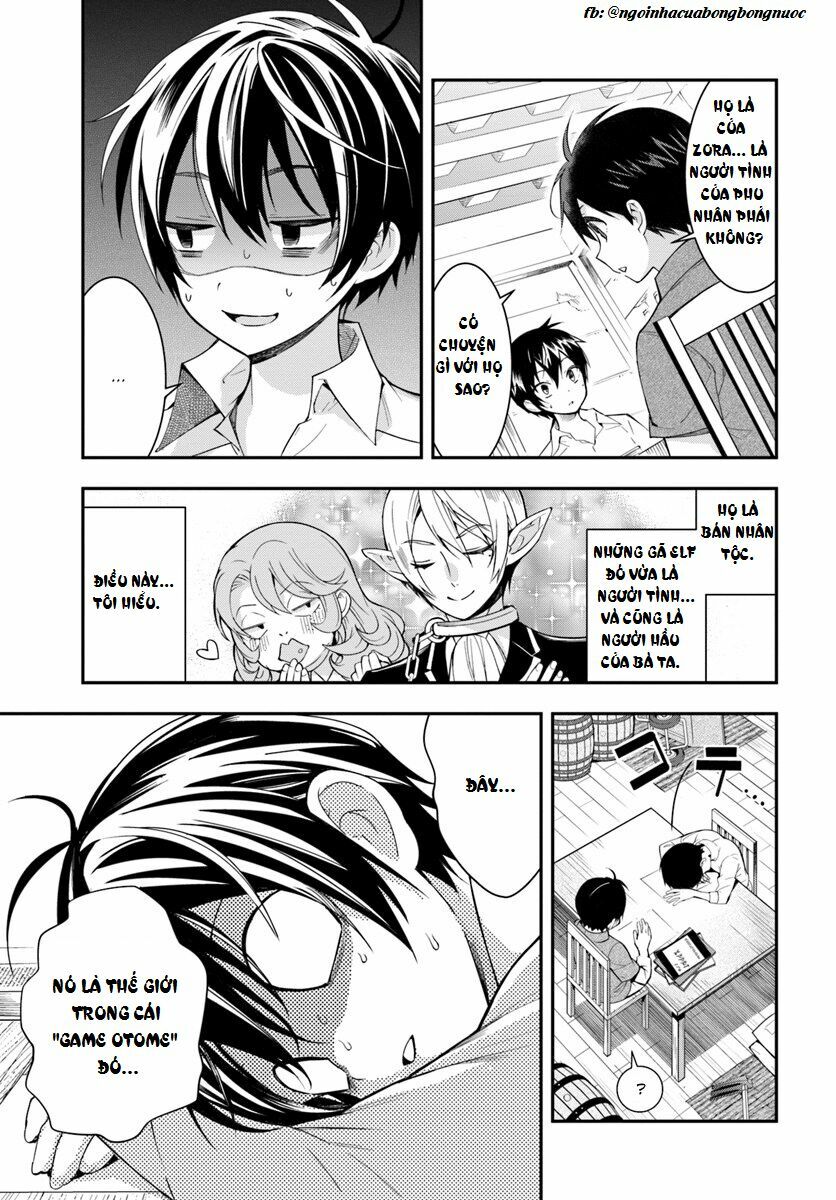 fb: @ngoinhacuabongbongnuoc
HỌ LÀ
CỦA
ZORA... LÀ
NGƯỜI TÌNH
CỦA PHU
NHÂN PHẢI
KHÔNG?
CÓ
CHUYỆN
GÌ VỚI HỌ
SAO?
...
HỌ LÀ
BÁN NHÂN
TỘC.
NHỮNG GÃ ELF
ĐÓ VỪA LÀ
NGƯỜI TÌNH...
VÀ CŨNG LÀ
NGƯỜI HẦU
CỦA BÀ TA.
ĐIỀU NÀY...
TÔI HIỂU.
?
ĐÂY...
NÓ LÀ THẾ GIỚI
TRONG CÁI
"GAME OTOME"
ĐÓ...